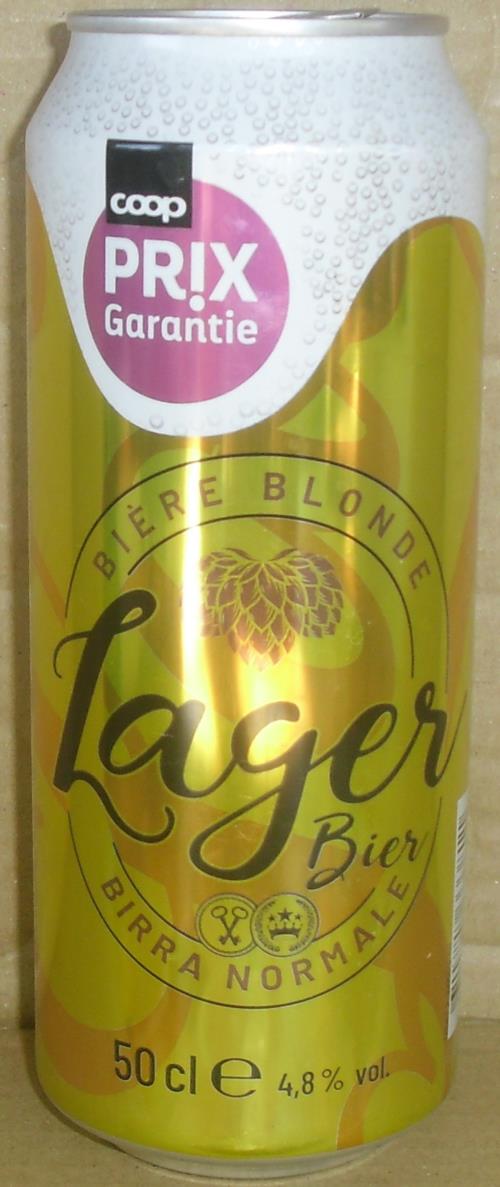 coop
PR!X
Garantie
BIÈRE BLONDE
Lager
Bier
BIRRA NORMALE
50 cl e 4,8 % vol.